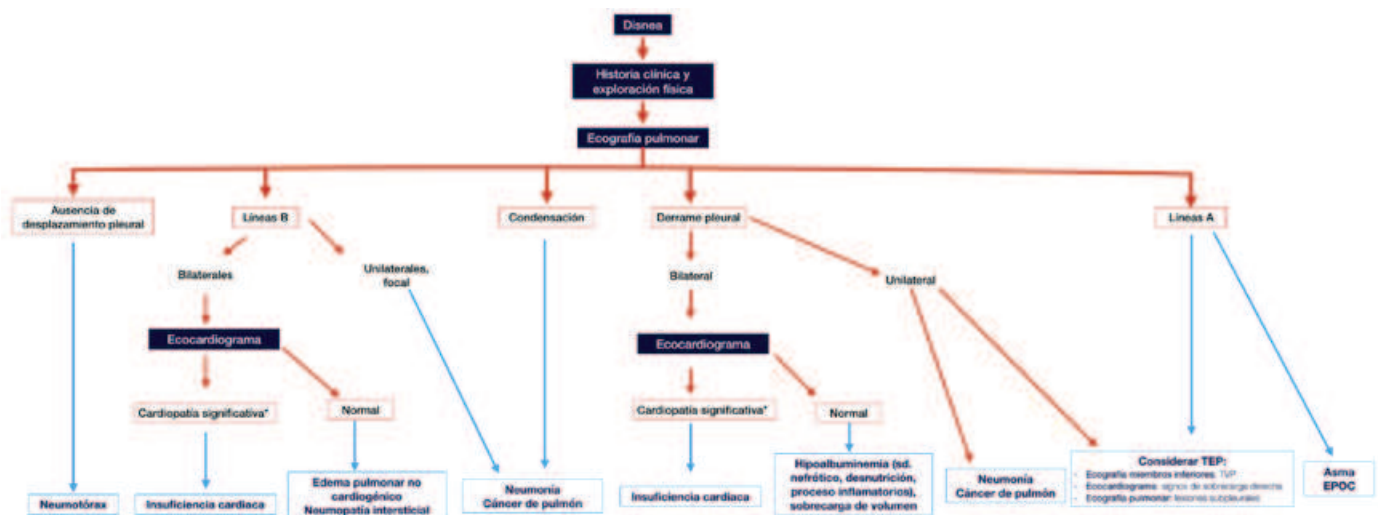 Disnea
Historia clínica y
exploración física
Ecografía pulmonar
Ausencia de
desplazamiento pleural
Líneas B
Condensación
Derrame pleural
Líneas A
Bilaterales
Unilaterales,
focal
Bilateral
Unilateral
Ecocardiograma
Ecocardiograma
Cardiopatía significativa*
Normal
Cardiopatía significativa*
Normal
Neumotórax
Insuficiencia cardiaca
Edema pulmonar no
cardiogénico
Neumopatía intersticial
Neumonía
Cáncer de pulmón
Insuficiencia cardiaca
Hipoalbuminemia (sd.
nefrótico, desnutrición,
proceso inflamatorios),
sobrecarga de volumen
Neumonía
Cáncer de pulmón
Considerar TEP:
- Ecografía miembros inferiores: TVP
- Ecocardiograma: signos de sobrecarga derecha
- Ecografía pulmonar: lesiones subpleurales
Asma
EPOC